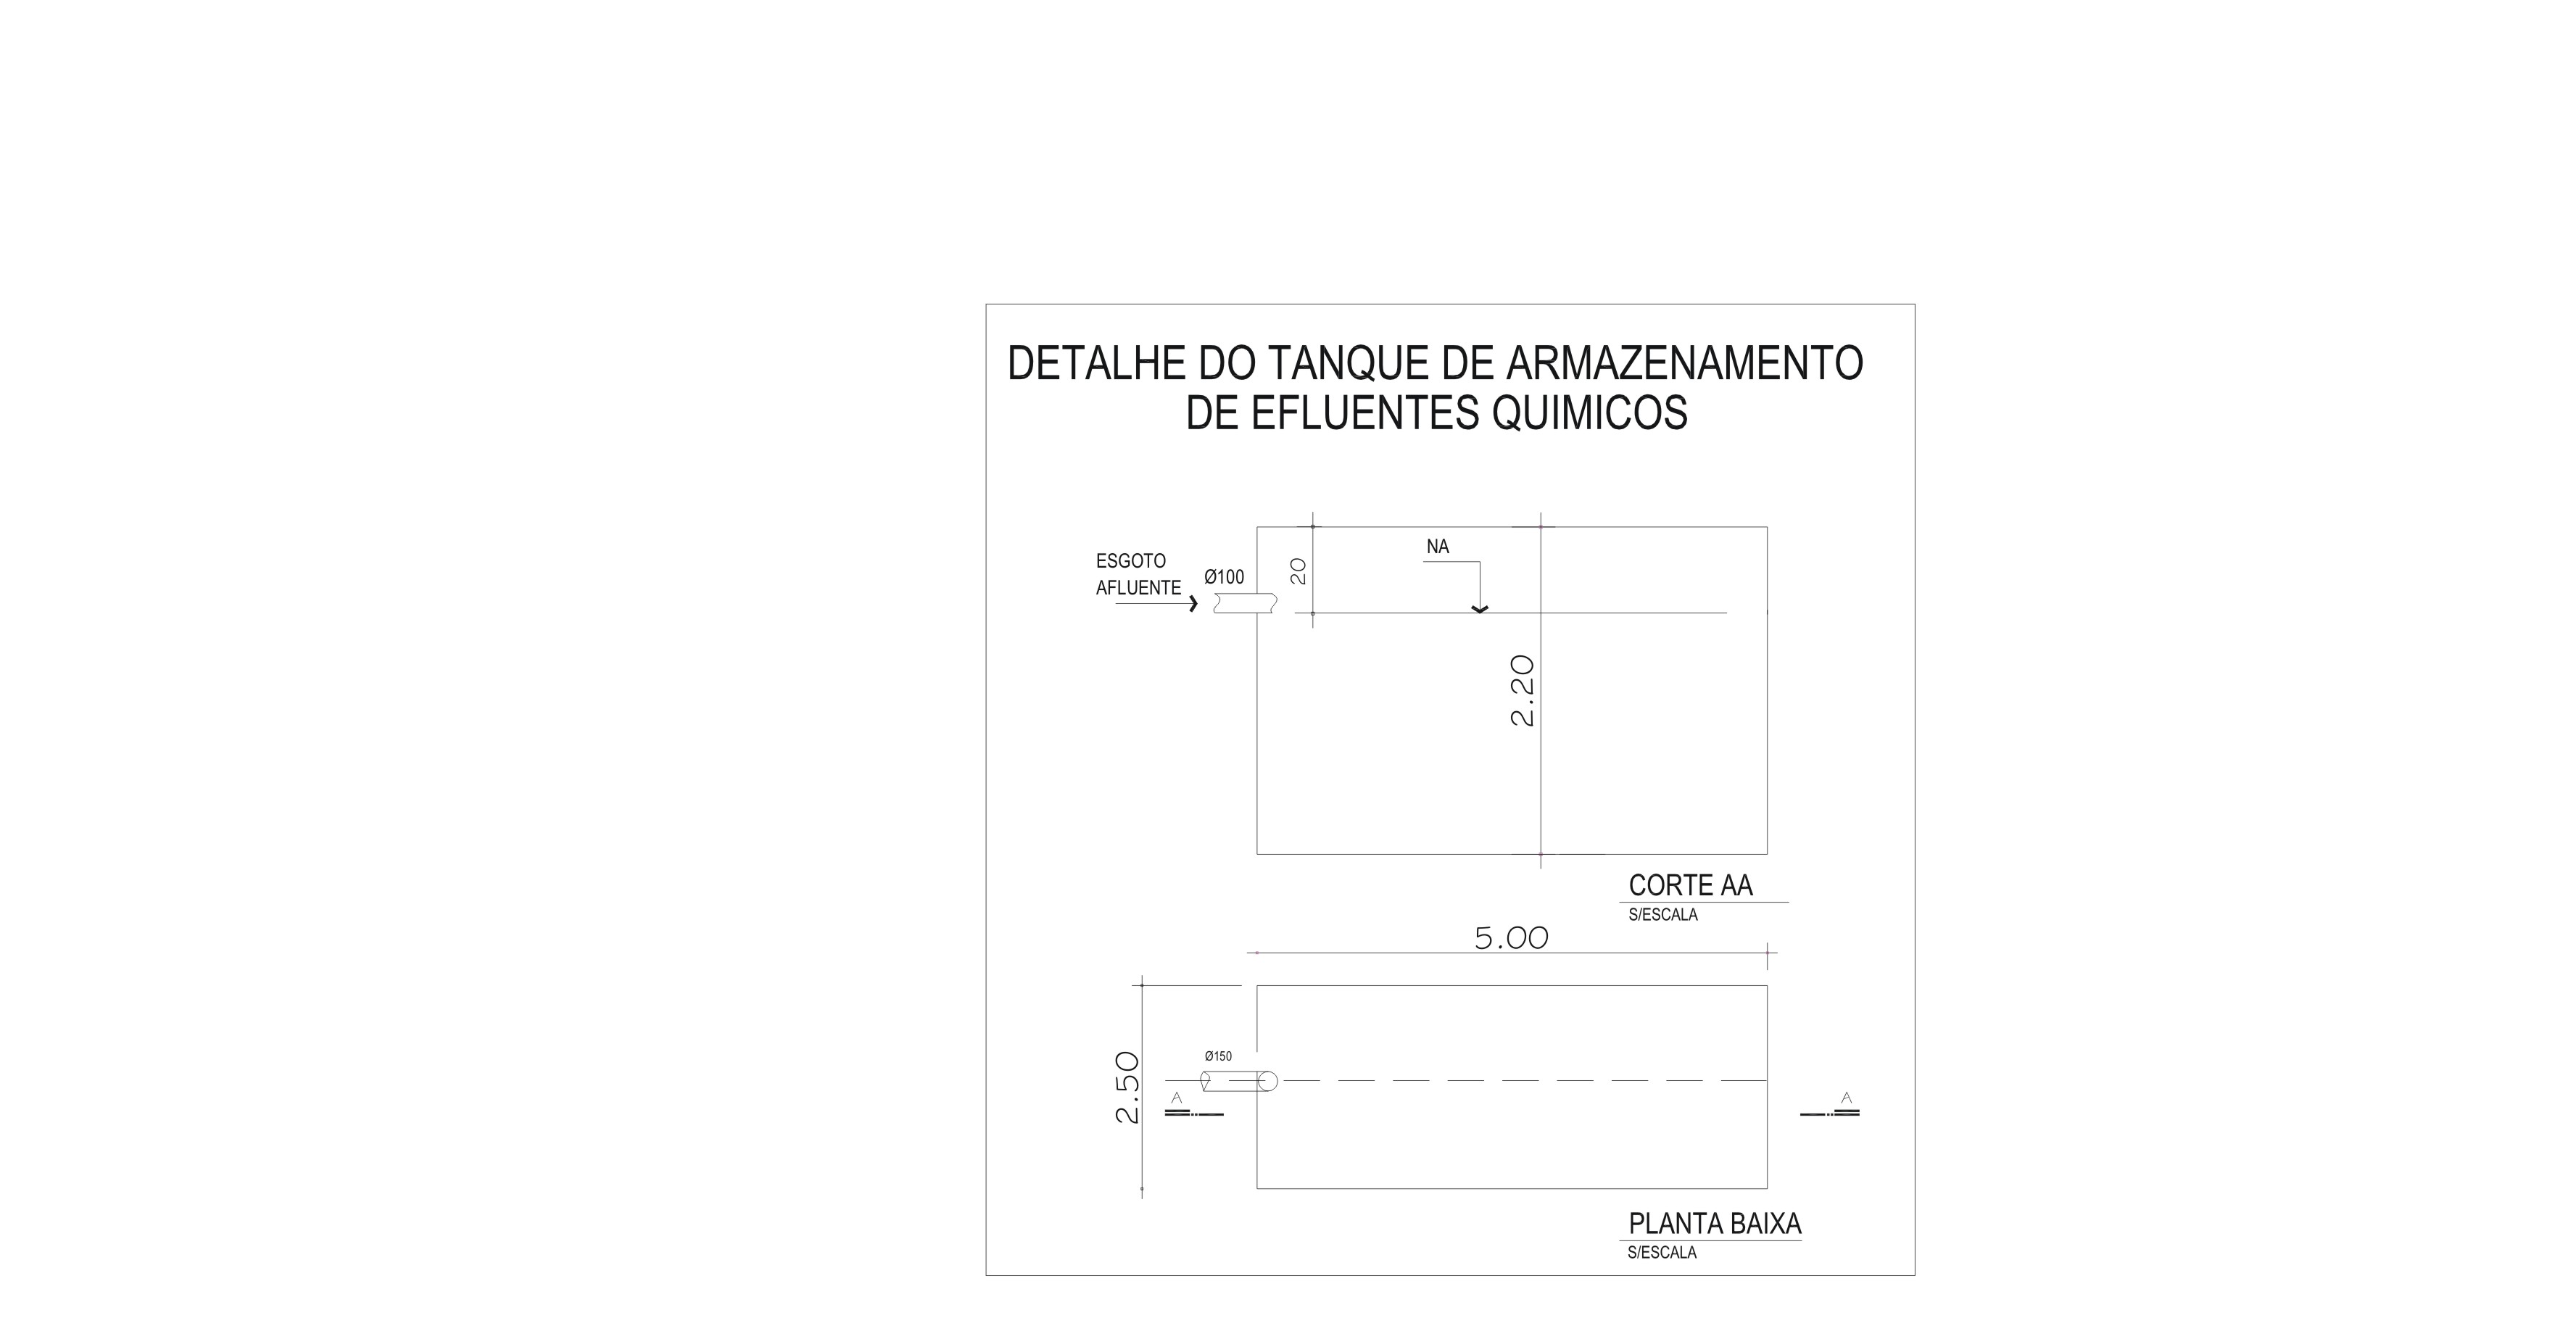 DETALHE DO TANQUE DE ARMAZENAMENTO
DE EFLUENTES QUIMICOS
ESGOTO
AFLUENTE
Ø100
20
NA
2.20
CORTE AA
S/ESCALA
5.00
2.50
Ø150
A
A
PLANTA BAIXA
S/ESCALA